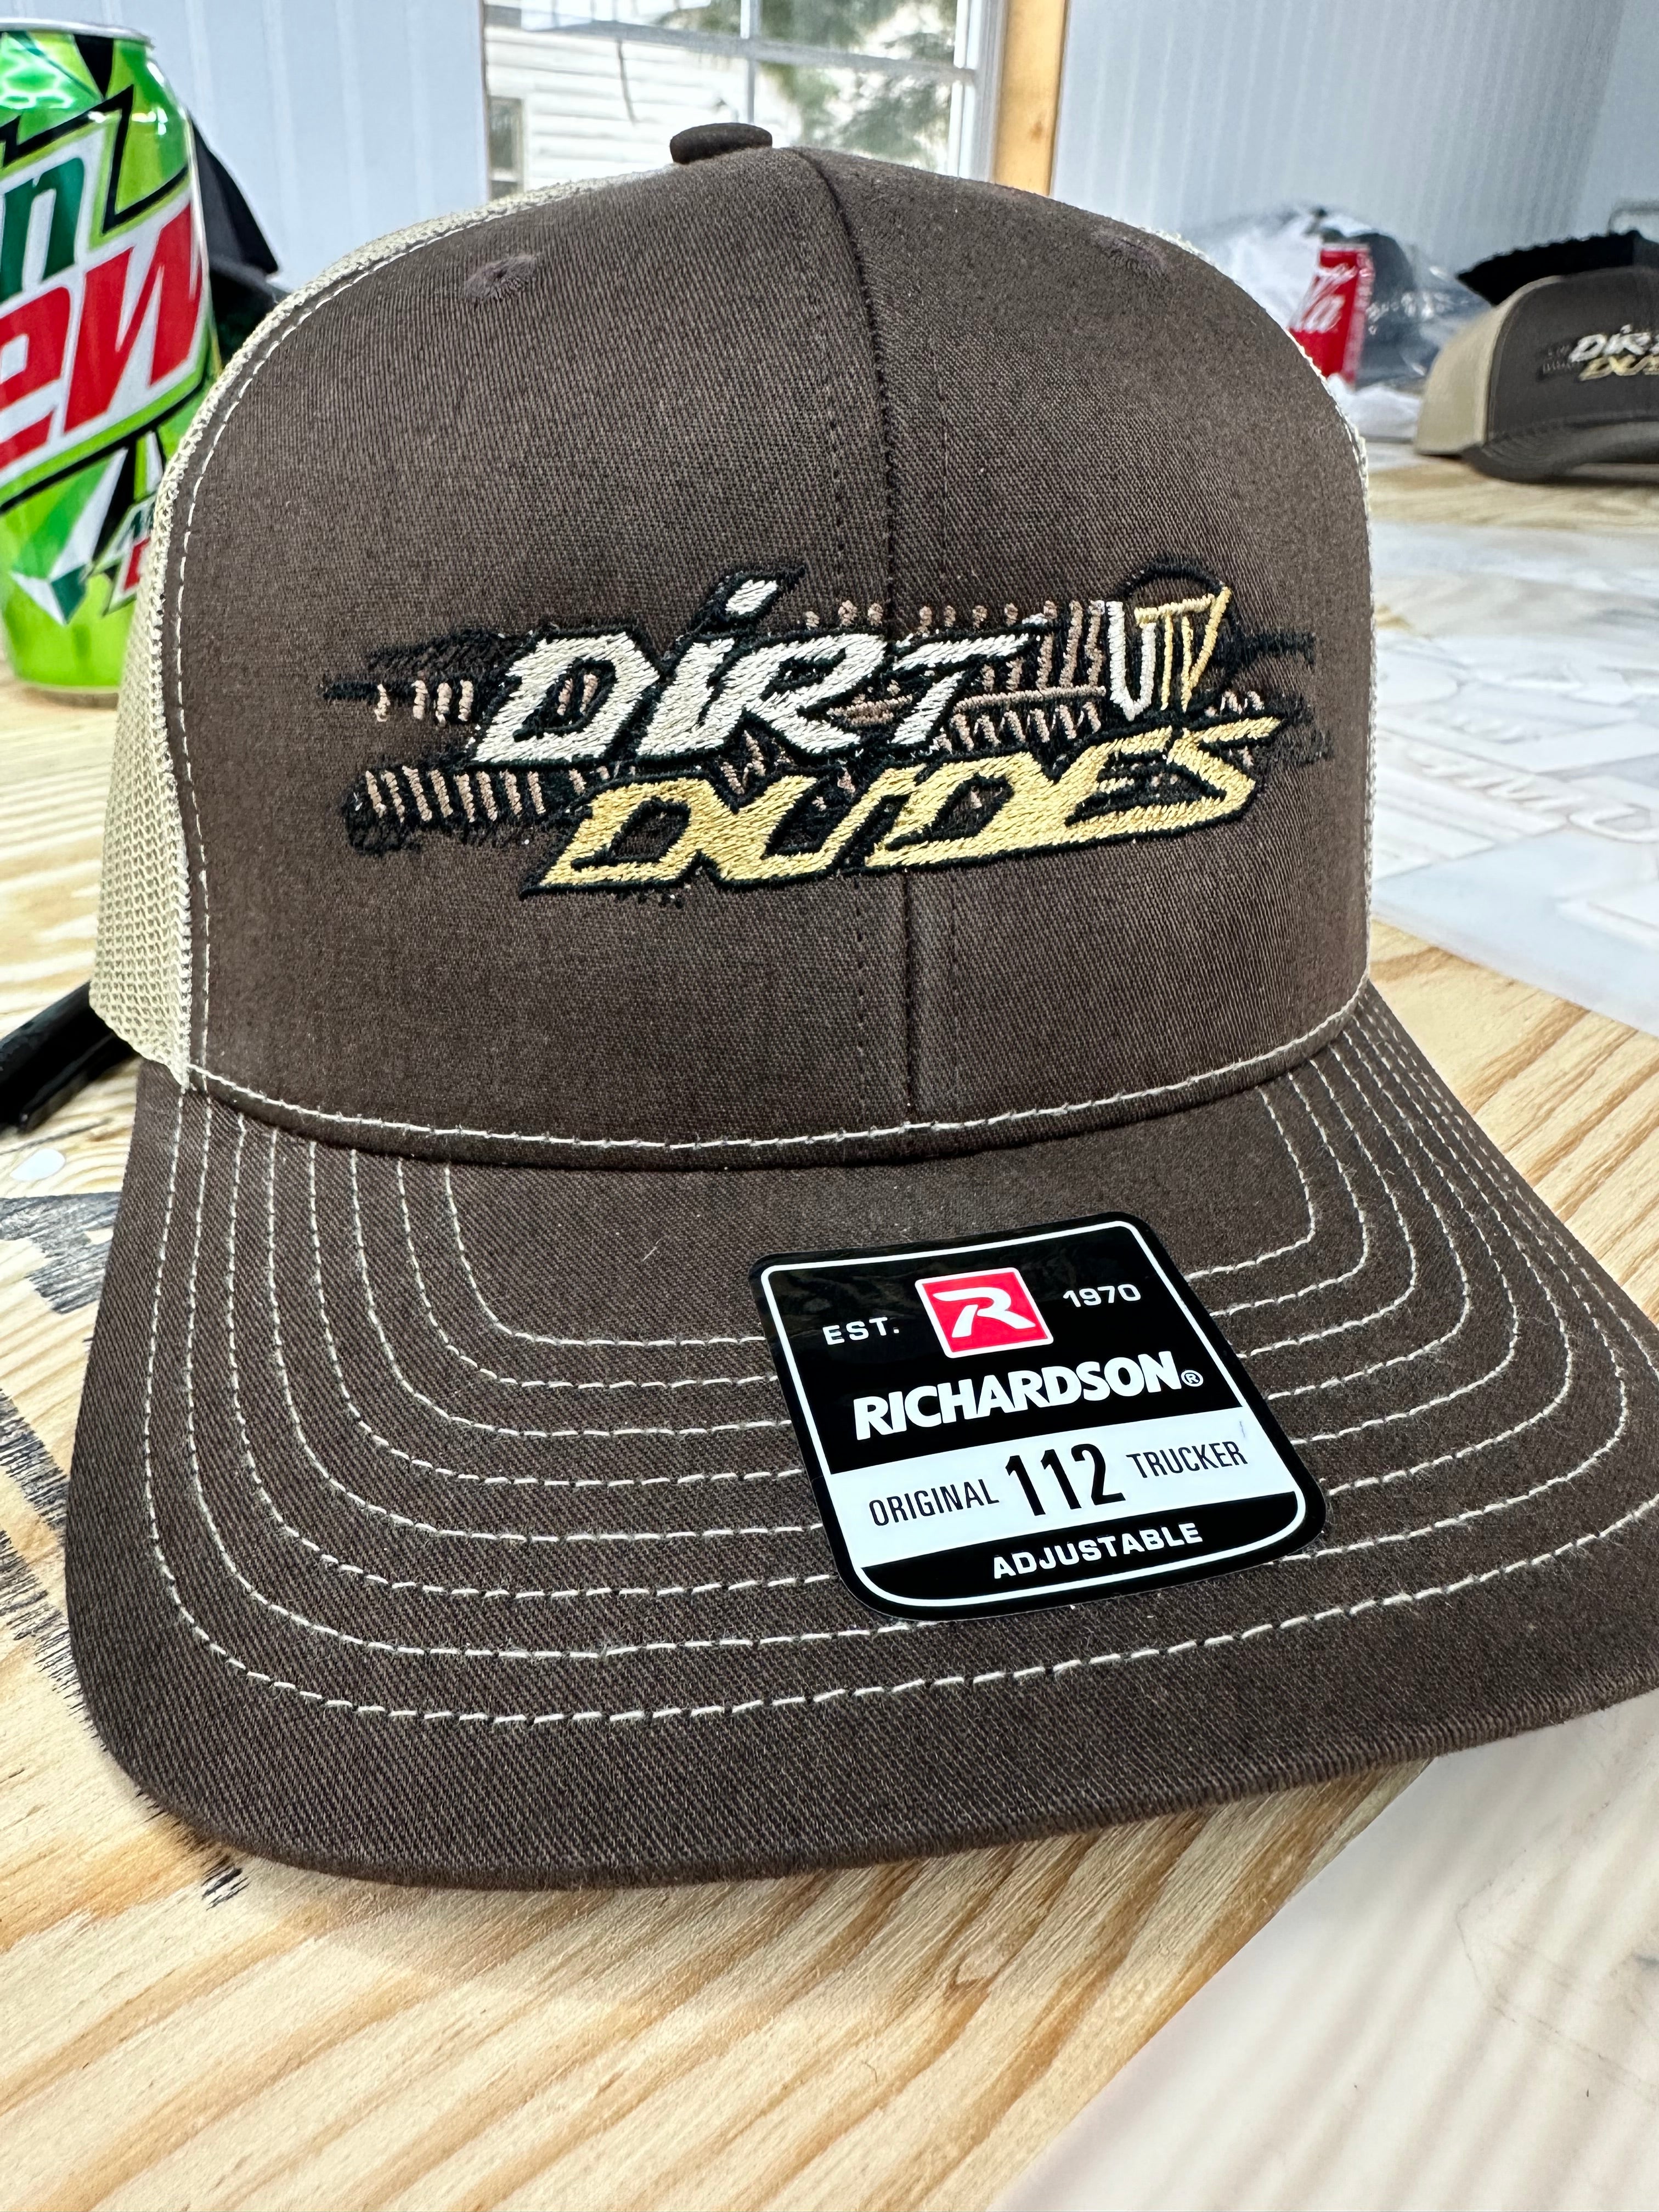 DiRT UTV
DUDES
EST. R 1970
RICHARDSON®
ORIGINAL 112 TRUCKER
ADJUSTABLE